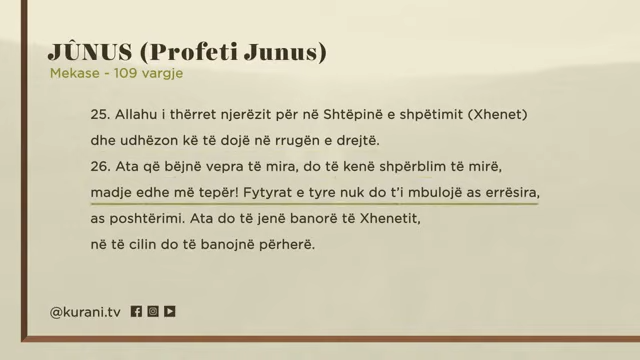 JÛNUS (Profeti Junus)
Mekase - 109 vargje
25. Allahu i thërret njerëzit për në Shtëpinë e shpëtimit (Xhenet)
dhe udhëzon kë të dojë në rrugën e drejtë.
26. Ata që bëjnë vepra të mira, do të kenë shpërblim të mirë,
madje edhe më tepër! Fytyrat e tyre nuk do t’i mbulojë as errësira,
as poshtërimi. Ata do të jenë banorë të Xhenetit,
në të cilin do të banojnë përherë.
@kurani.tv